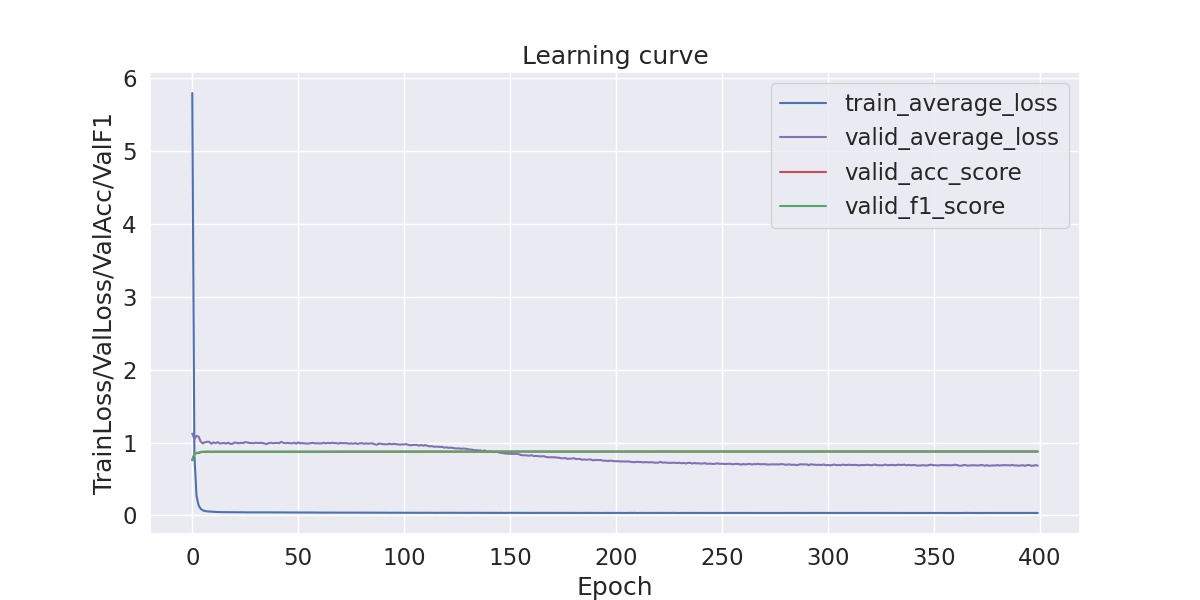 Learning curve
TrainLoss/ValLoss/ValAcc/ValF1
6
5
4
3
2
1
0
train_average_loss
valid_average_loss
valid_acc_score
valid_f1_score
0 50 100 150 200 250 300 350 400
Epoch